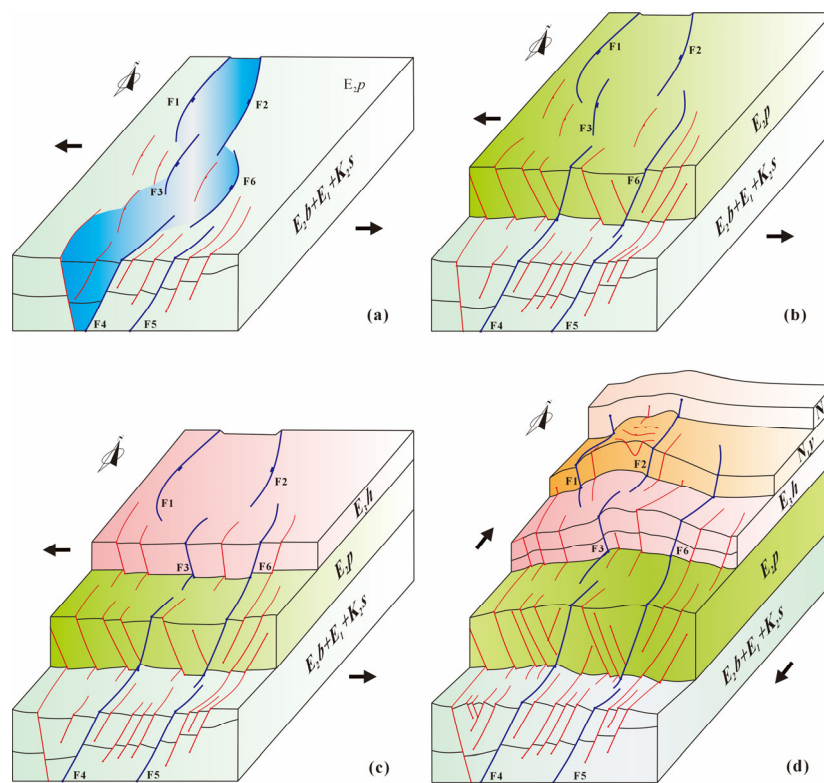 N
E₂p
F1
F2
F3
F6
E₂b+E₁+K₂s
F4
F5
(a)
N
F1
F2
F3
E₂p
F6
E₂b+E₁+K₂s
F4
F5
(b)
N
F1
F2
E₃h
F3
F6
E₂p
E₂b+E₁+K₂s
F4
F5
(c)
N
N
N₁y
F1
F2
E₃h
F3
F6
E₂p
E₂b+E₁+K₂s
F4
F5
(d)